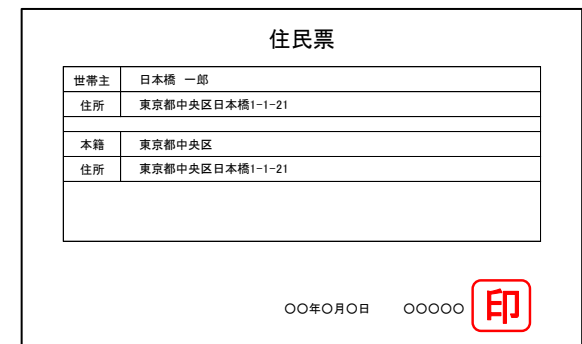 住民票
世帯主 日本橋 一郎
住所 東京都中央区日本橋1-1-21
本籍 東京都中央区
住所 東京都中央区日本橋1-1-21
〇〇年〇月〇日 〇〇〇〇〇 印